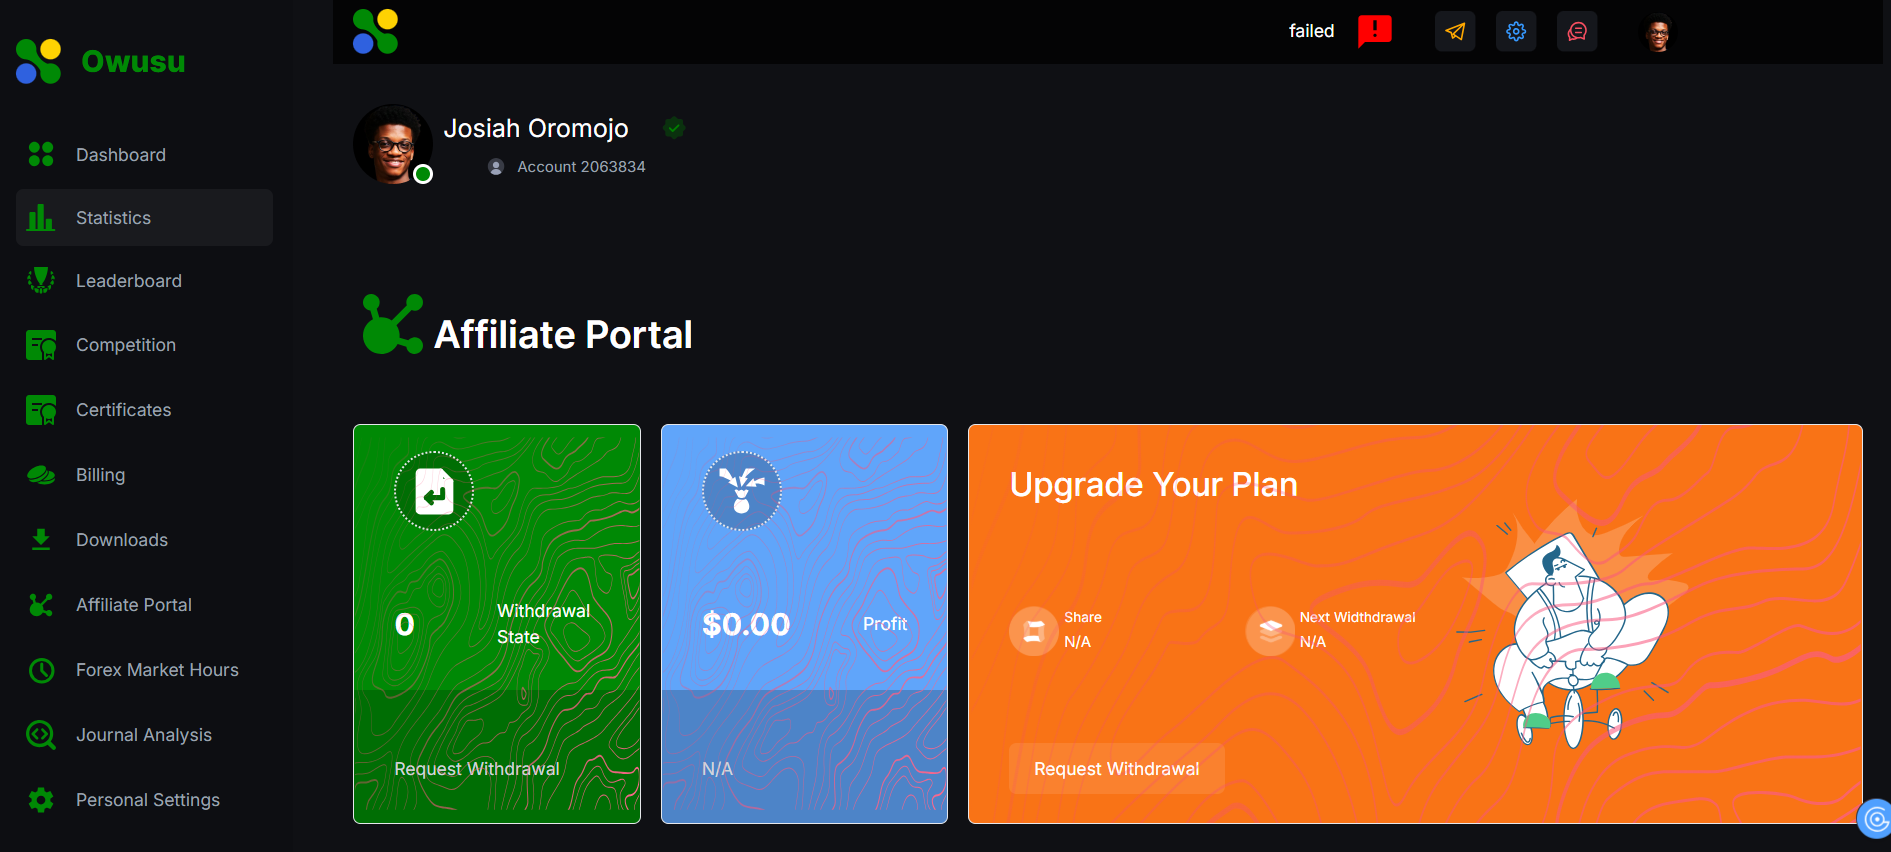 Owusu
Dashboard
Statistics
Leaderboard
Competition
Certificates
Billing
Downloads
Affiliate Portal
Forex Market Hours
Journal Analysis
Personal Settings
failed
Josiah Oromojo
Account 2063834
Affiliate Portal
0
Withdrawal
State
Request Withdrawal
$0.00
Profit
N/A
Upgrade Your Plan
Share
N/A
Next Widthdrawal
N/A
Request Withdrawal